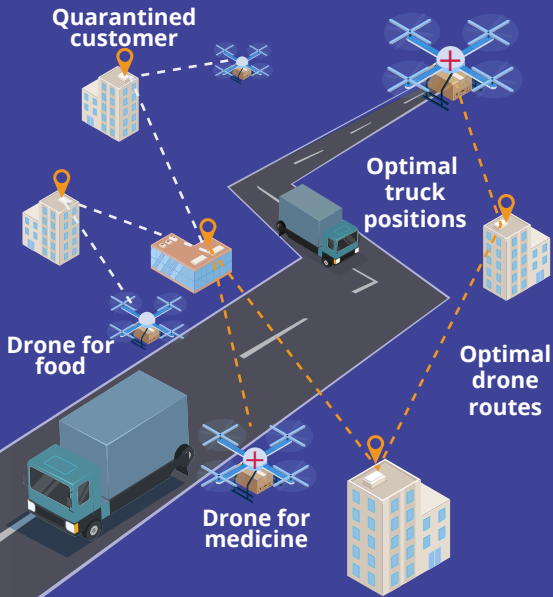 Quarantined
customer
Optimal
truck
positions
Drone for
food
Optimal
drone
routes
Drone for
medicine